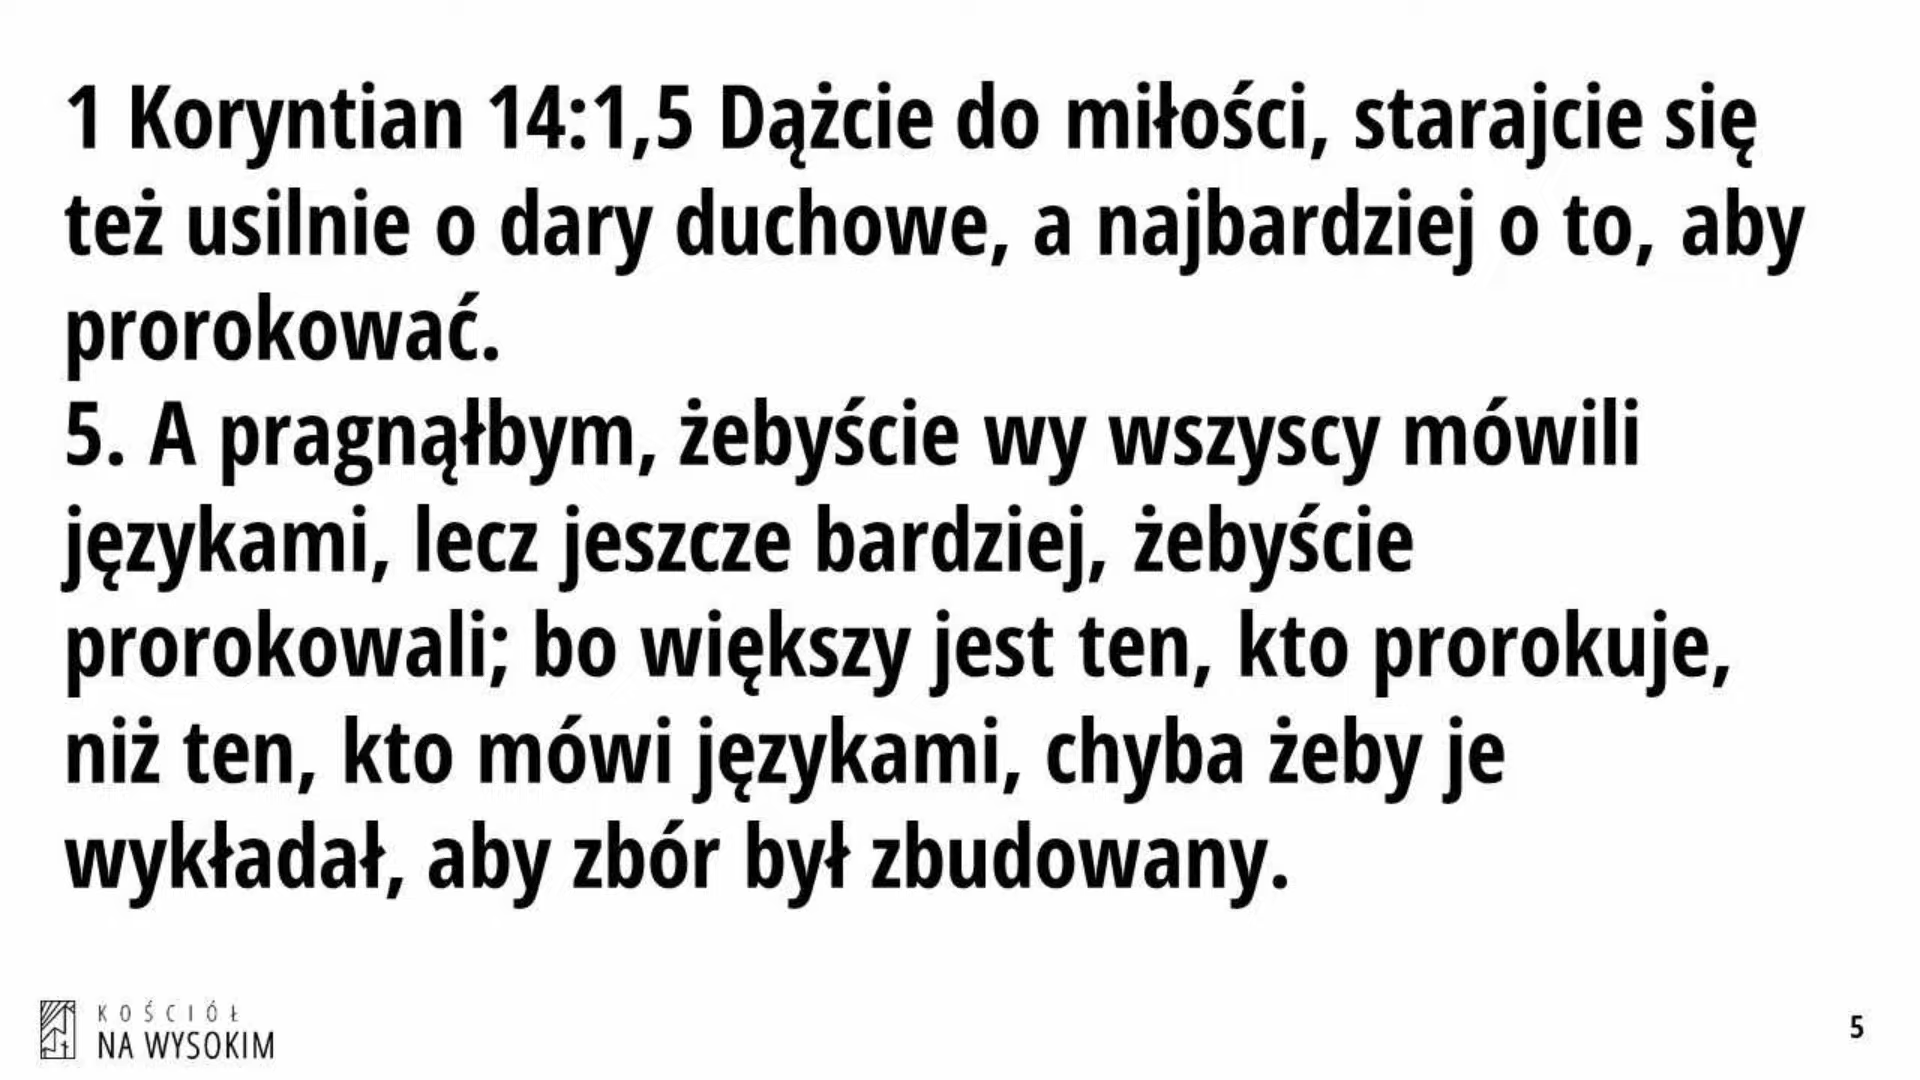 1 Koryntian 14:1,5 Dążcie do miłości, starajcie się
też usilnie o dary duchowe, a najbardziej o to, aby
prorokować.
5. A pragnąłbym, żebyście wy wszyscy mówili
językami, lecz jeszcze bardziej, żebyście
prorokowali; bo większy jest ten, kto prorokuje,
niż ten, kto mówi językami, chyba żeby je
wykładał, aby zbór był zbudowany.
KOŚCIÓŁ
NA WYSOKIM
5